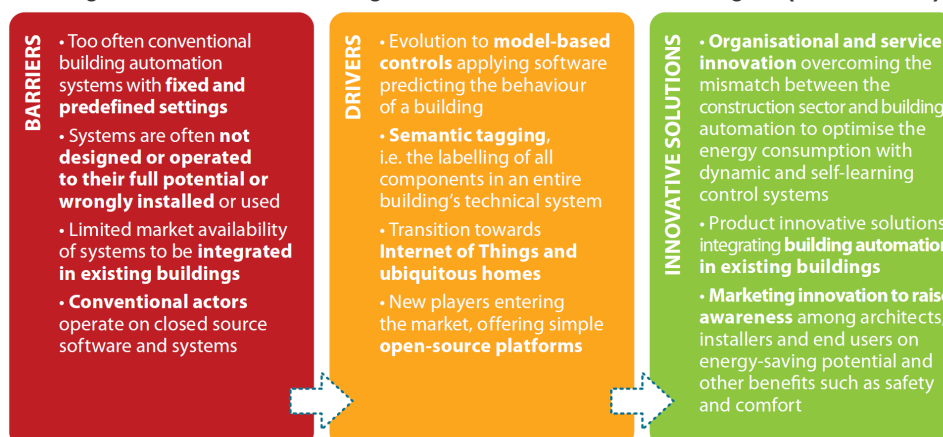 BARRIERS
• Too often conventional
building automation
systems with fixed and
predefined settings
• Systems are often not
designed or operated
to their full potential or
wrongly installed or used
• Limited market availability
of systems to be integrated
in existing buildings
• Conventional actors
operate on closed source
software and systems
DRIVERS
• Evolution to model-based
controls applying software
predicting the behaviour
of a building
• Semantic tagging,
i.e. the labelling of all
components in an entire
building’s technical system
• Transition towards
Internet of Things and
ubiquitous homes
• New players entering
the market, offering simple
open-source platforms
INNOVATIVE SOLUTIONS
• Organisational and service
innovation overcoming the
mismatch between the
construction sector and building
automation to optimise the
energy consumption with
dynamic and self-learning
control systems
• Product innovative solutions
integrating building automation
in existing buildings
• Marketing innovation to raise
awareness among architects,
installers and end users on
energy-saving potential and
other benefits such as safety
and comfort